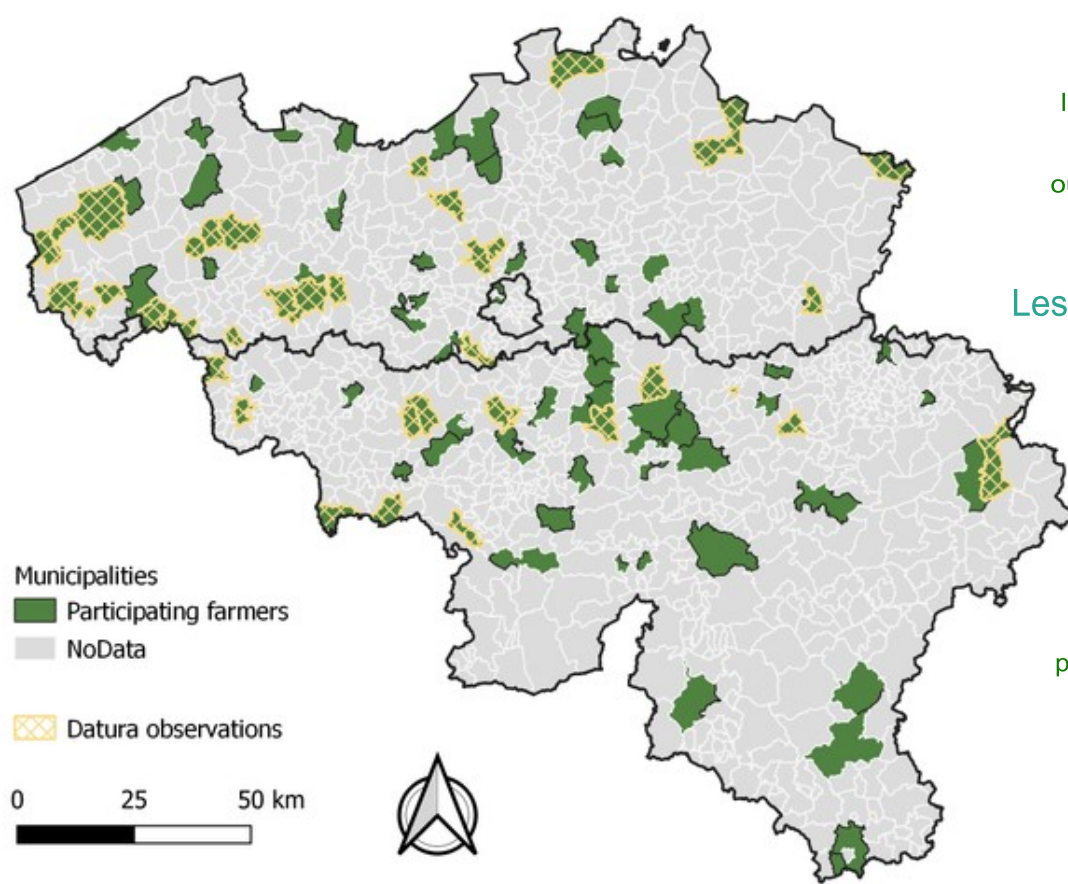 Les
Municipalities
Participating farmers
NoData
Datura observations
0 25 50 km